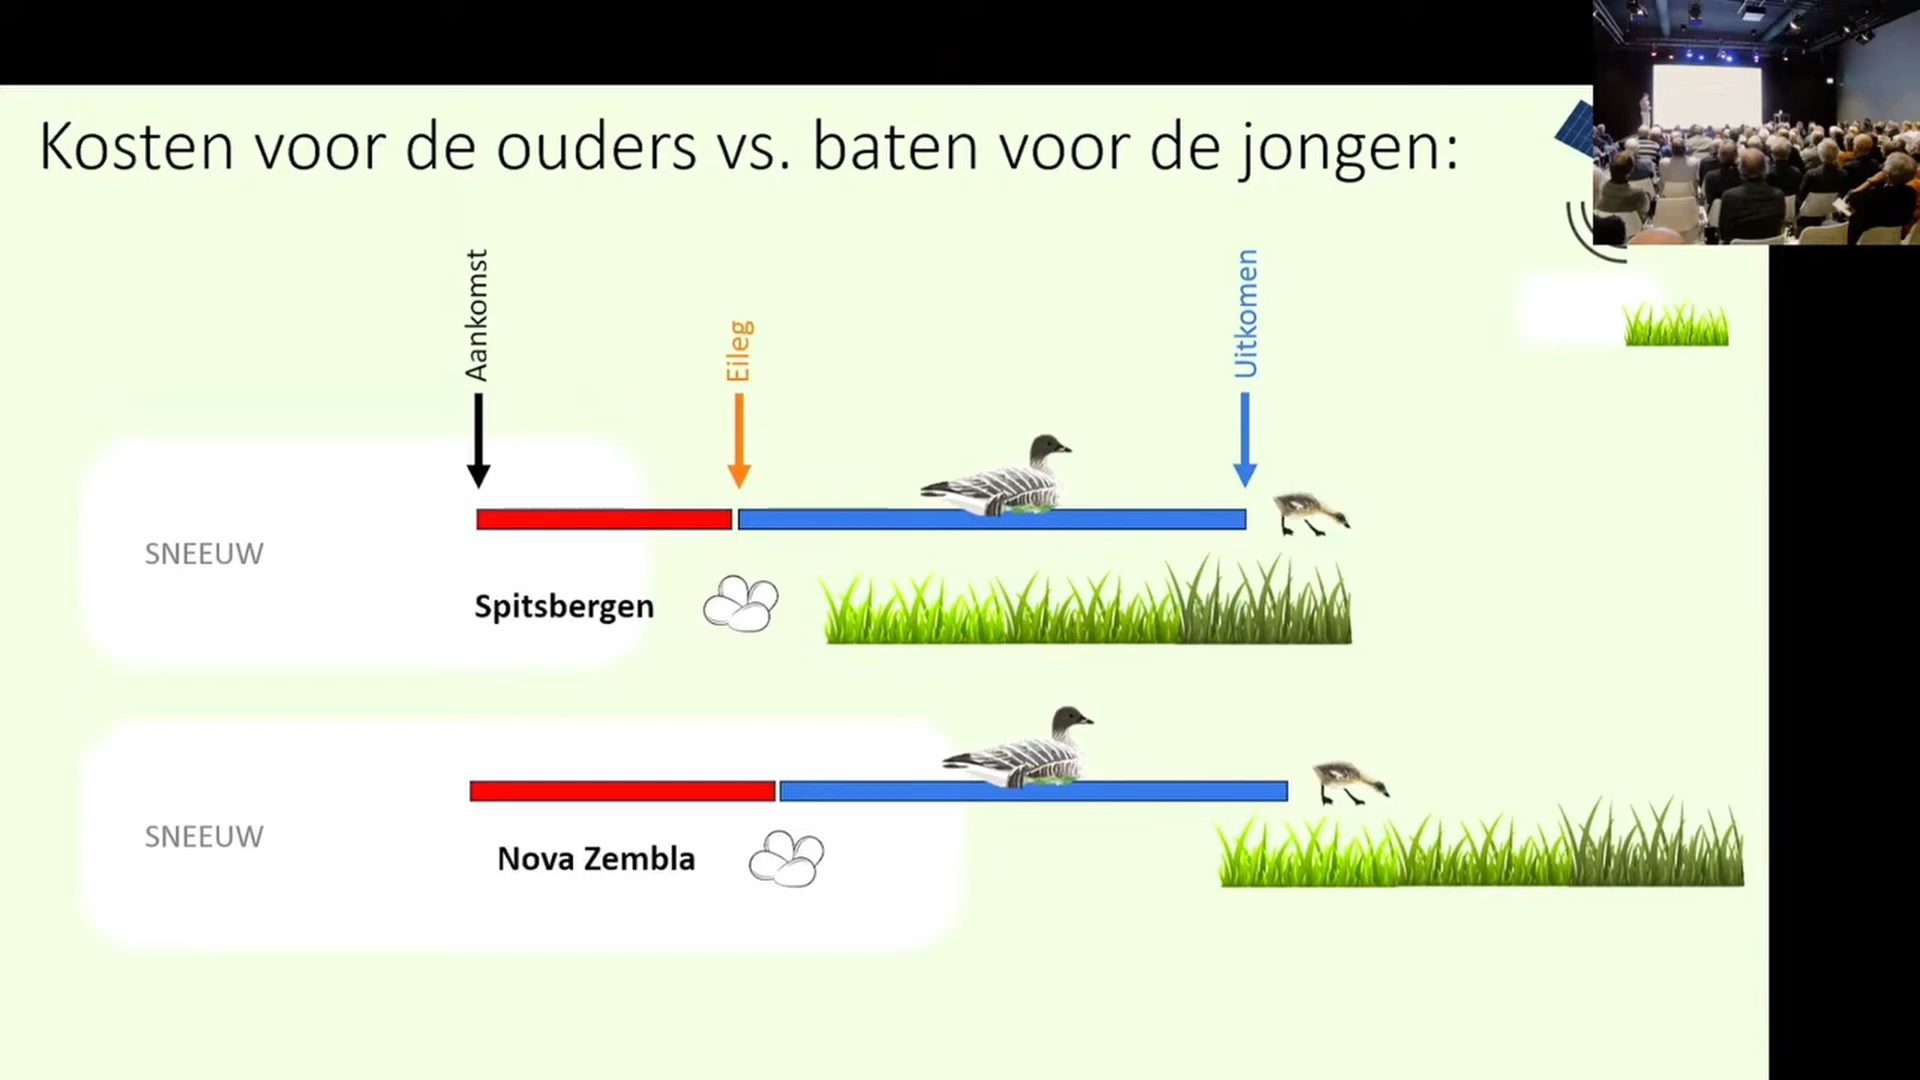 Kosten voor de ouders vs. baten voor de jongen:
Aankomst
Eileg
Uitkomen
SNEEUW
Spitsbergen
SNEEUW
Nova Zembla